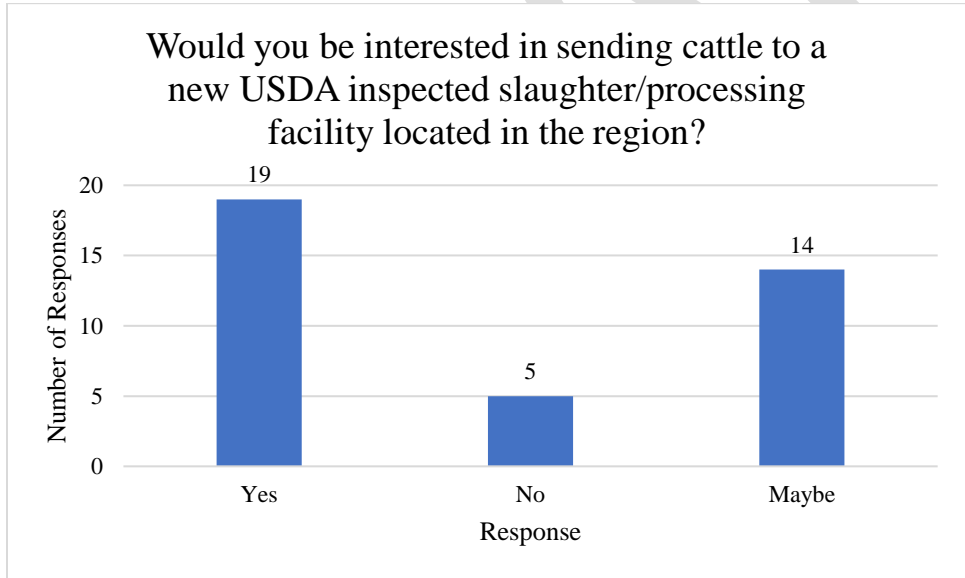 Would you be interested in sending cattle to a
new USDA inspected slaughter/processing
facility located in the region?
Number of Responses
20
15
10
5
0
19
5
14
Yes
No
Maybe
Response